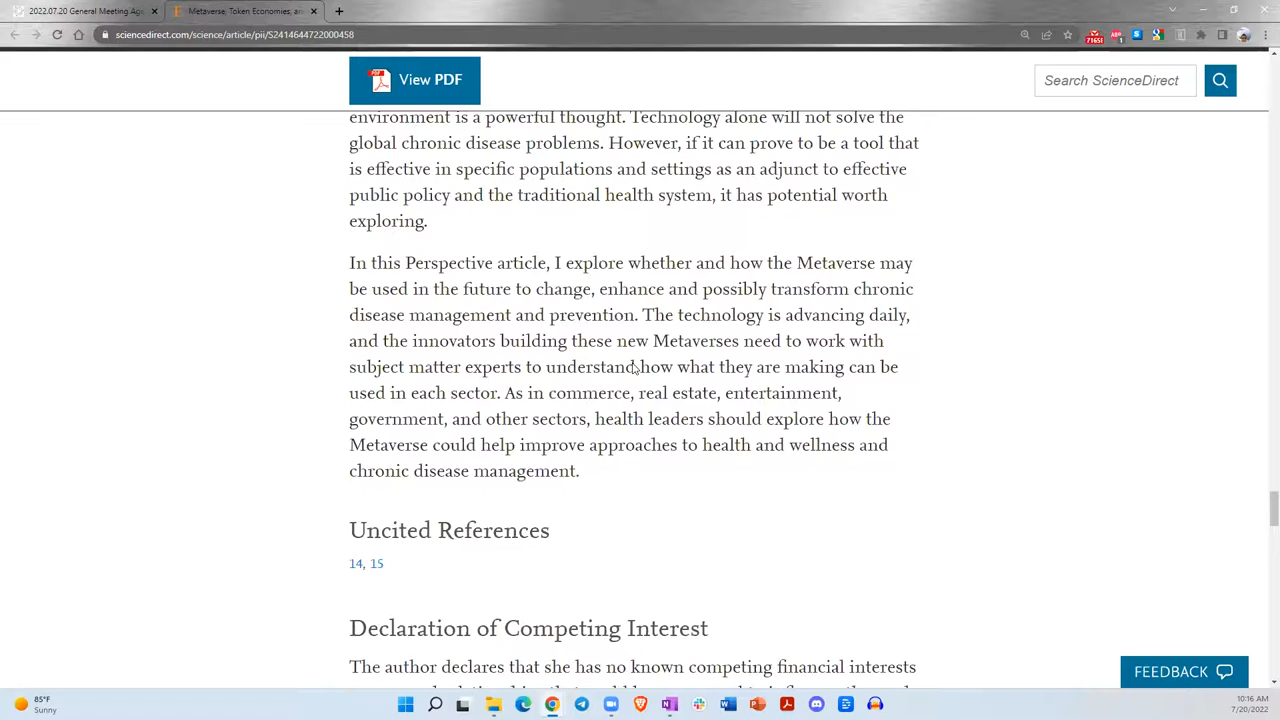 2022.07.20 General Meeting Age
Metaverse, Token Economies, an
sciencedirect.com/science/article/pii/S2414644722000458
View PDF
Search ScienceDirect
environment is a powerful thought. Technology alone will not solve the
global chronic disease problems. However, if it can prove to be a tool that
is effective in specific populations and settings as an adjunct to effective
public policy and the traditional health system, it has potential worth
exploring.
In this Perspective article, I explore whether and how the Metaverse may
be used in the future to change, enhance and possibly transform chronic
disease management and prevention. The technology is advancing daily,
and the innovators building these new Metaverses need to work with
subject matter experts to understand how what they are making can be
used in each sector. As in commerce, real estate, entertainment,
government, and other sectors, health leaders should explore how the
Metaverse could help improve approaches to health and wellness and
chronic disease management.
Uncited References
14, 15
Declaration of Competing Interest
The author declares that she has no known competing financial interests
FEEDBACK
85°F
Sunny
10:16 AM
7/20/2022